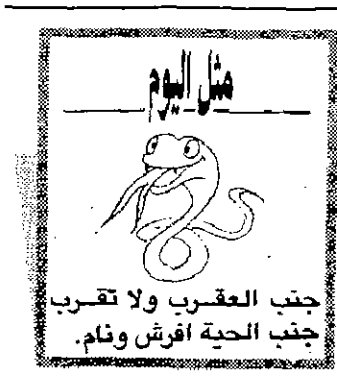 مثل اليوم
جنب العقرب ولا تقرب
جنب الحية افرش ونام.